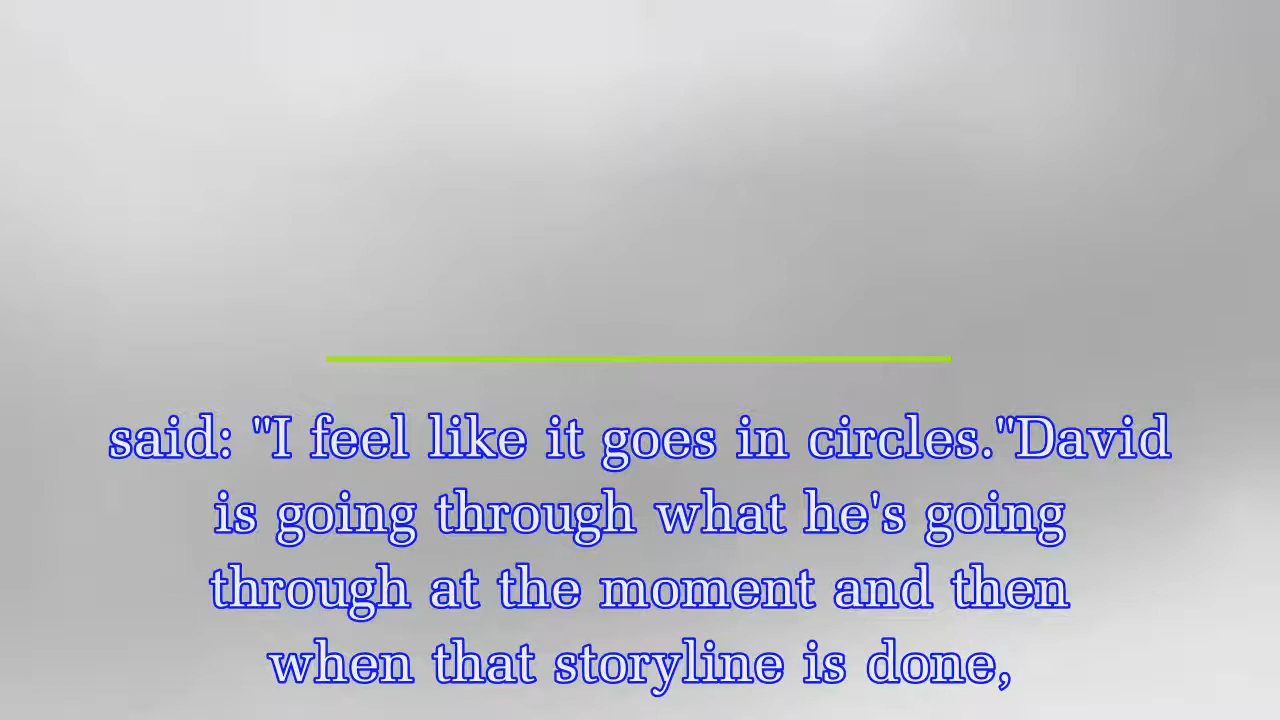 said: "I feel like it goes in circles."David
is going through what he's going
through at the moment and then
when that storyline is done,